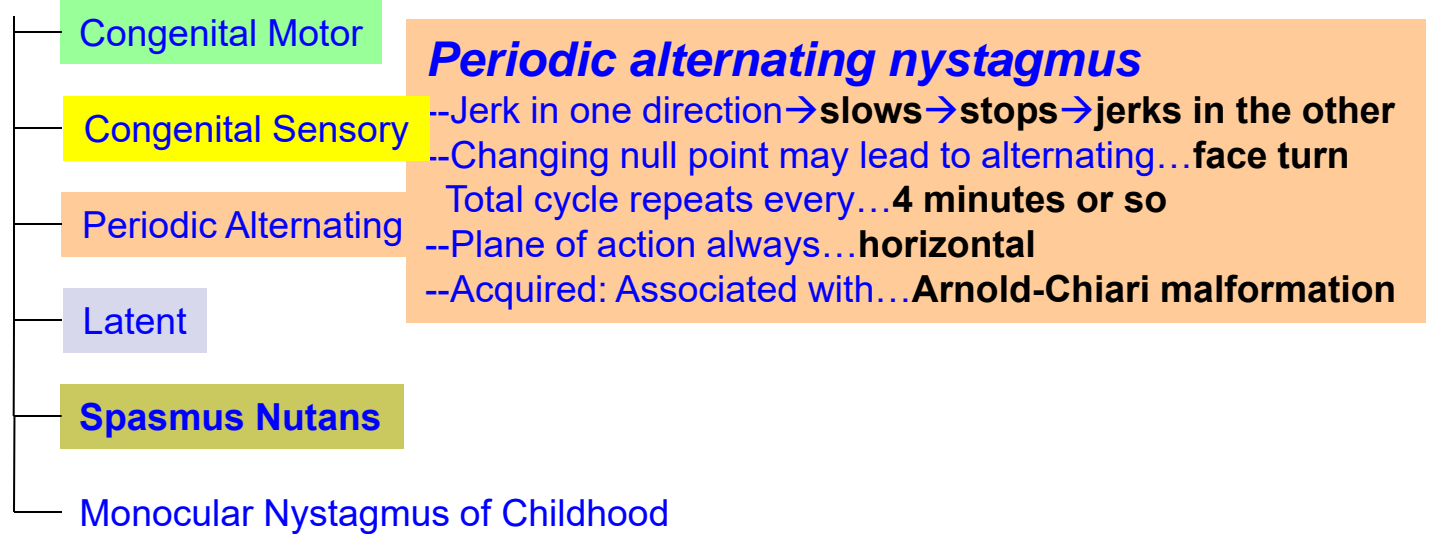 Congenital Motor
Congenital Sensory
Periodic Alternating
Latent
Spasmus Nutans
Monocular Nystagmus of Childhood
Periodic alternating nystagmus
--Jerk in one direction→slows→stops→jerks in the other
--Changing null point may lead to alternating…face turn
Total cycle repeats every…4 minutes or so
--Plane of action always…horizontal
--Acquired: Associated with…Arnold-Chiari malformation